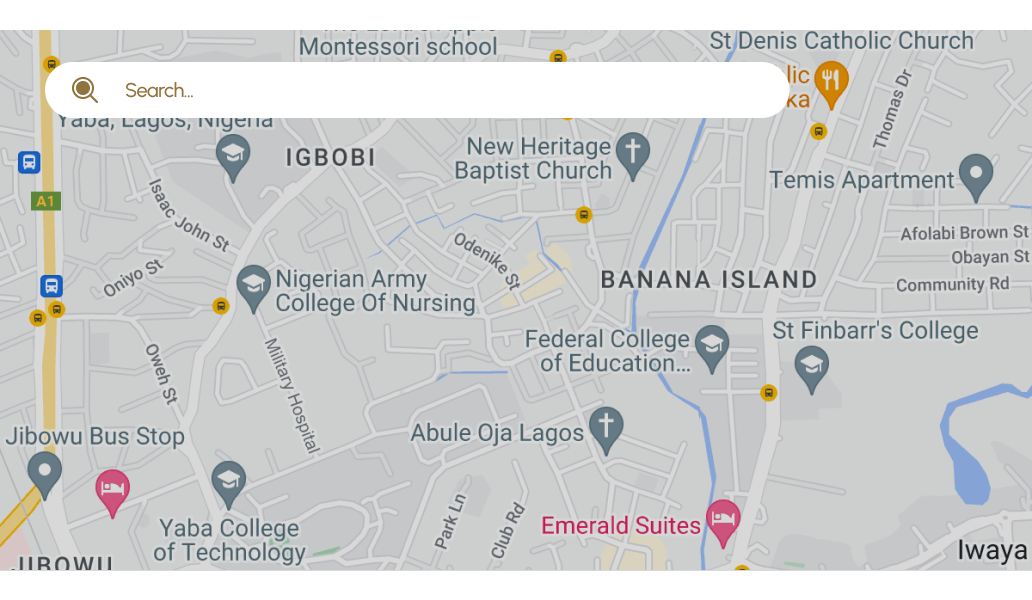 Montessori school
St Denis Catholic Church
Search...
lic
ka
Yaba, Lagos, Nigeria
IGBOBI
New Heritage
Baptist Church
Thomas Dr
Temis Apartment
A1
Isaac John St
Afolabi Brown St
Odenike St
Obayan St
Oniyo St
Nigerian Army
College Of Nursing
BANANA ISLAND
Community Rd
Federal College
of Education...
St Finbarr's College
Oweh St
Military Hospital
Jibowu Bus Stop
Abule Oja Lagos
Park Ln
Club Rd
Yaba College
of Technology
Emerald Suites
Iwaya
JIBOWU